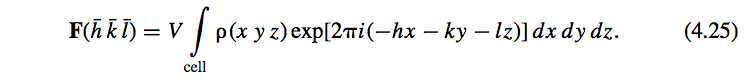 F(h̄ k̄ l̄) = V ∫cell ρ(x y z) exp[2πi(−hx − ky − lz)] dx dy dz. (4.25)